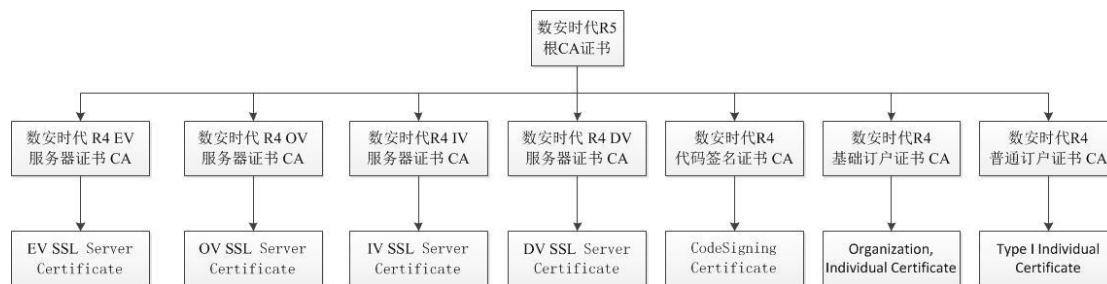 数安时代R5
根CA证书
数安时代 R4 EV
服务器证书 CA
数安时代 R4 OV
服务器证书 CA
数安时代R4 IV
服务器证书 CA
数安时代 R4 DV
服务器证书 CA
数安时代R4
代码签名证书 CA
数安时代R4
基础订户证书 CA
数安时代R4
普通订户证书 CA
EV SSL Server
Certificate
OV SSL Server
Certificate
IV SSL Server
Certificate
DV SSL Server
Certificate
CodeSigning
Certificate
Organization,
Individual Certificate
Type I Individual
Certificate